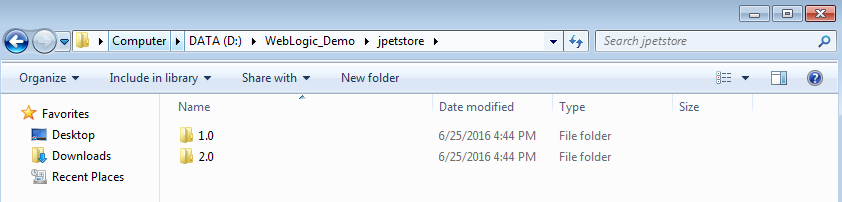 Computer DATA (D:) WebLogic_Demo jpetstore Search jpetstore
Organize Include in library Share with New folder
Favorites
Desktop
Downloads
Recent Places
Name Date modified Type Size
1.0 6/25/2016 4:44 PM File folder
2.0 6/25/2016 4:44 PM File folder